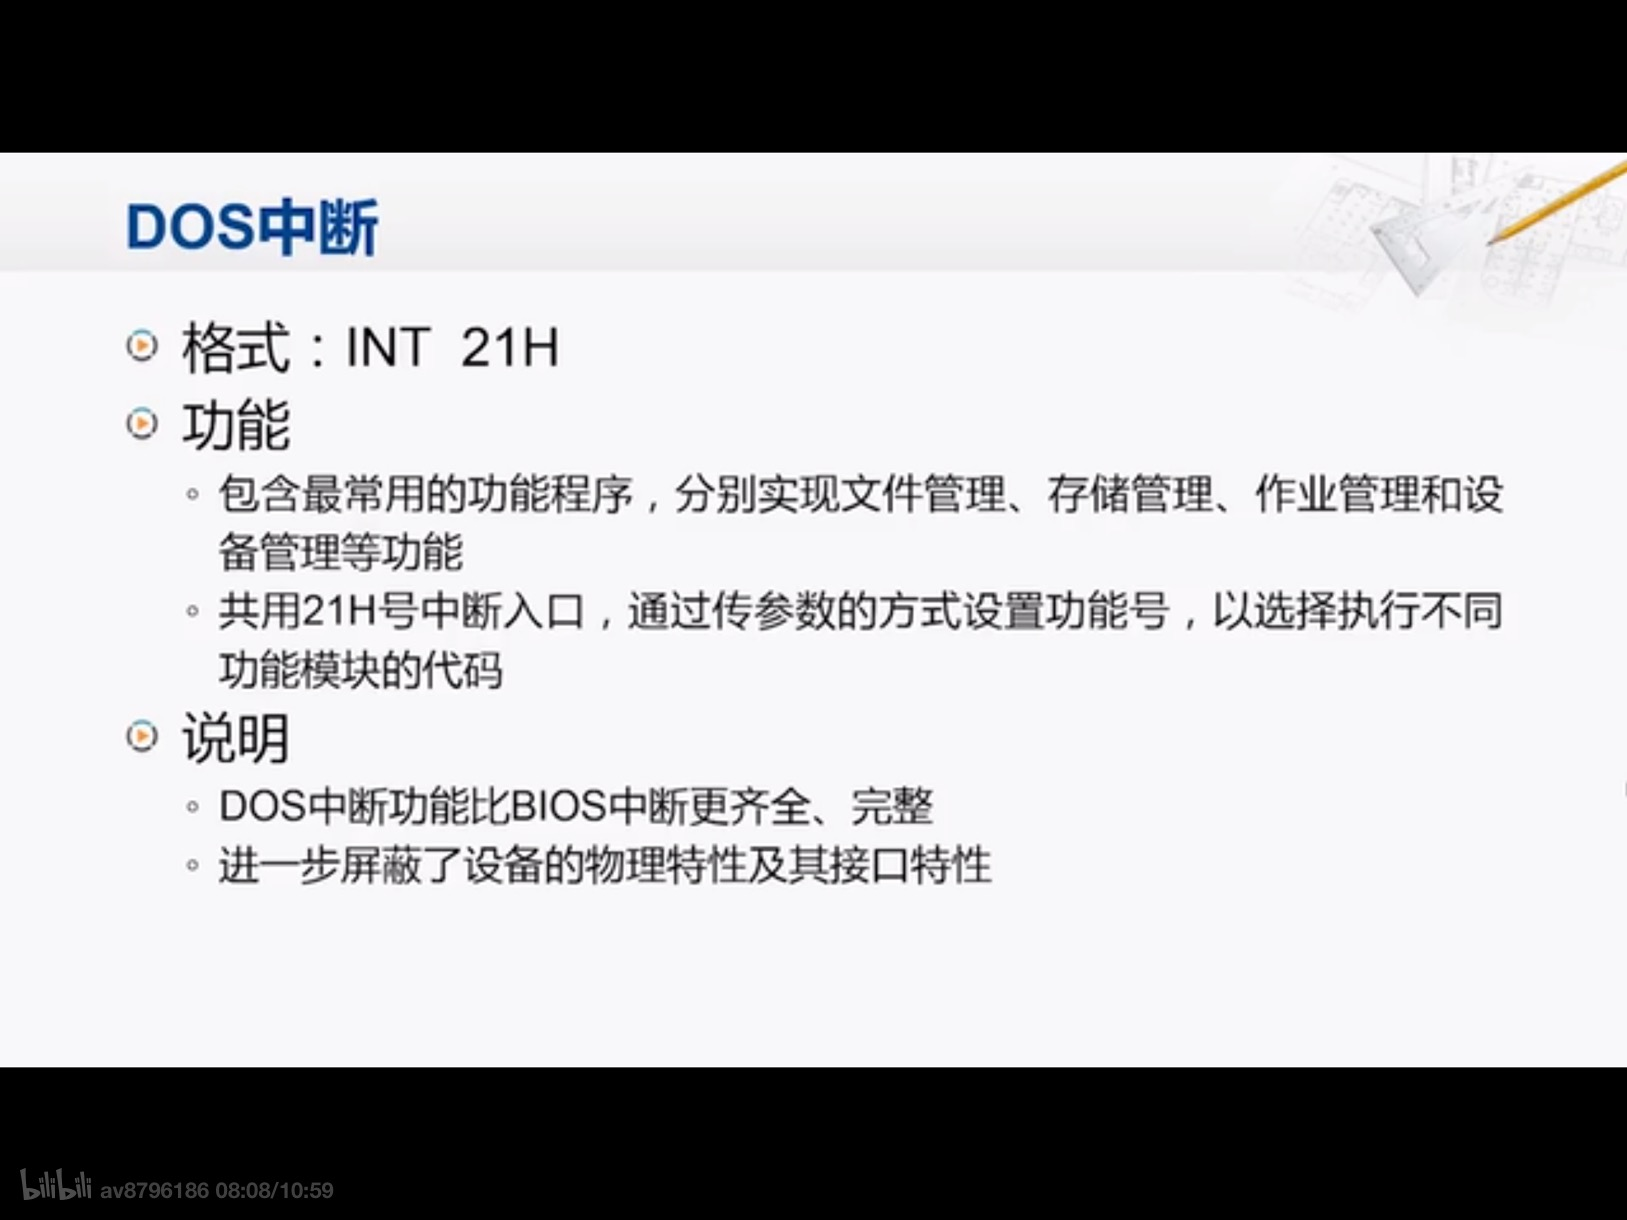 DOS中断
格式：INT 21H
功能
包含最常用的功能程序，分别实现文件管理、存储管理、作业管理和设
备管理等功能
共用21H号中断入口，通过传参数的方式设置功能号，以选择执行不同
功能模块的代码
说明
DOS中断功能比BIOS中断更齐全、完整
进一步屏蔽了设备的物理特性及其接口特性
bilibili av8796186 08:08/10:59